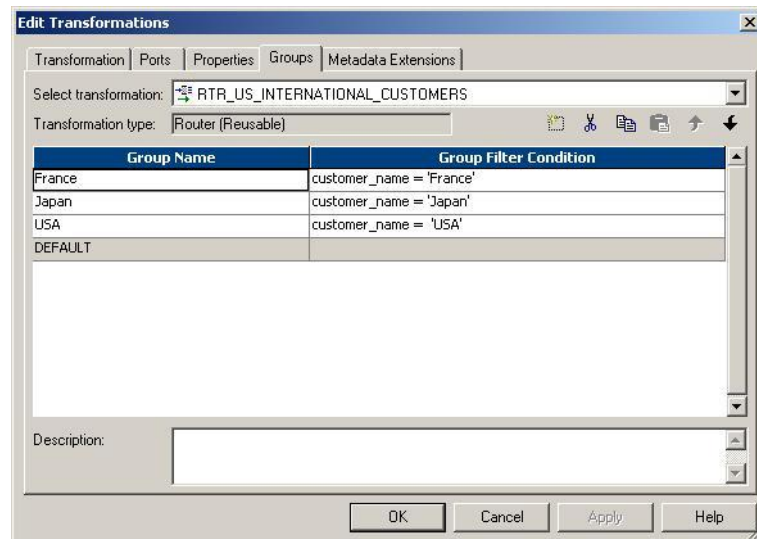 Edit Transformations
Transformation Ports Properties Groups Metadata Extensions
Select transformation: RTR_US_INTERNATIONAL_CUSTOMERS
Transformation type: Router (Reusable)
Group Name Group Filter Condition
France customer_name = 'France'
Japan customer_name = 'Japan'
USA customer_name = 'USA'
DEFAULT
Description:
OK Cancel Apply Help